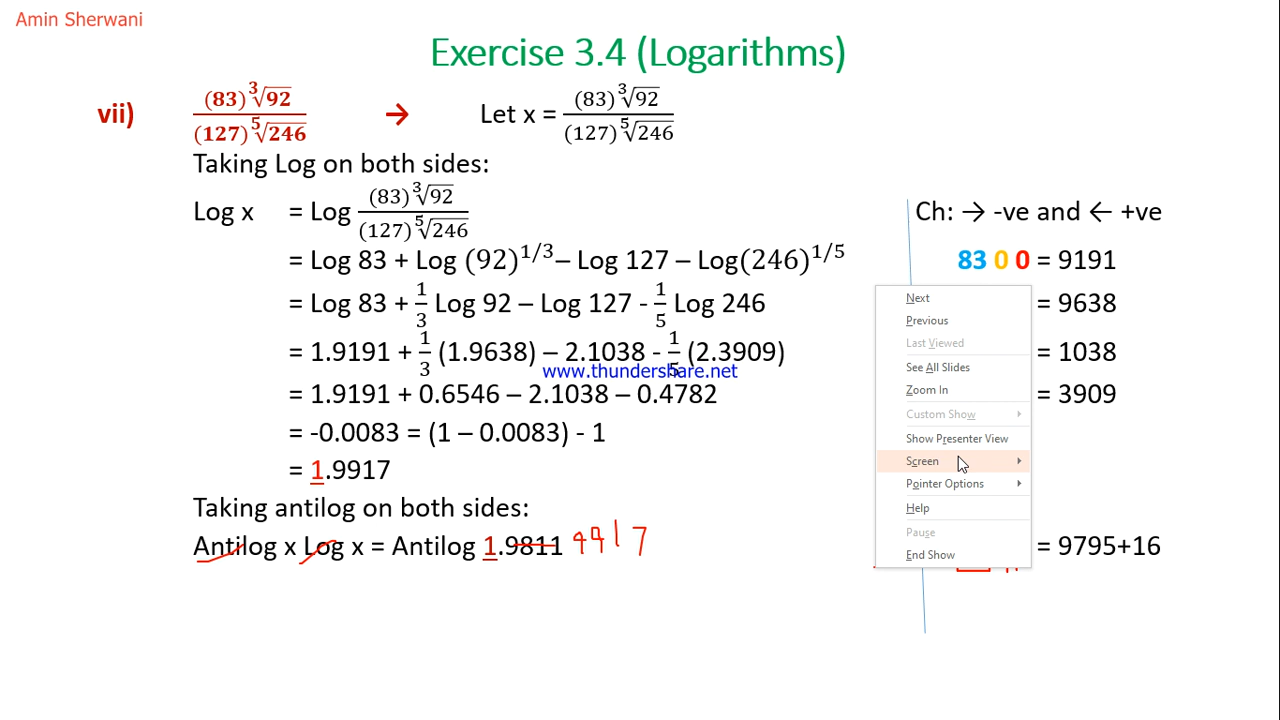 Amin Sherwani
Exercise 3.4 (Logarithms)
vii) (83) ∛92 / (127) ⁵√246 → Let x = (83) ∛92 / (127) ⁵√246
Taking Log on both sides:
Log x = Log (83) ∛92 / (127) ⁵√246
= Log 83 + Log (92)^1/3 – Log 127 – Log(246)^1/5
= Log 83 + 1/3 Log 92 – Log 127 - 1/5 Log 246
= 1.9191 + 1/3 (1.9638) – 2.1038 - 1/5 (2.3909)
www.thundershare.net
= 1.9191 + 0.6546 – 2.1038 – 0.4782
= -0.0083 = (1 – 0.0083) - 1
= 1.9917
Taking antilog on both sides:
Antilog x Log x = Antilog 1.9811 9917
Ch: → -ve and ← +ve
83 0 0 = 9191
= 9638
= 1038
= 3909
= 9795+16
Next
Previous
Last Viewed
See All Slides
Zoom In
Custom Show
Show Presenter View
Screen
Pointer Options
Help
Pause
End Show